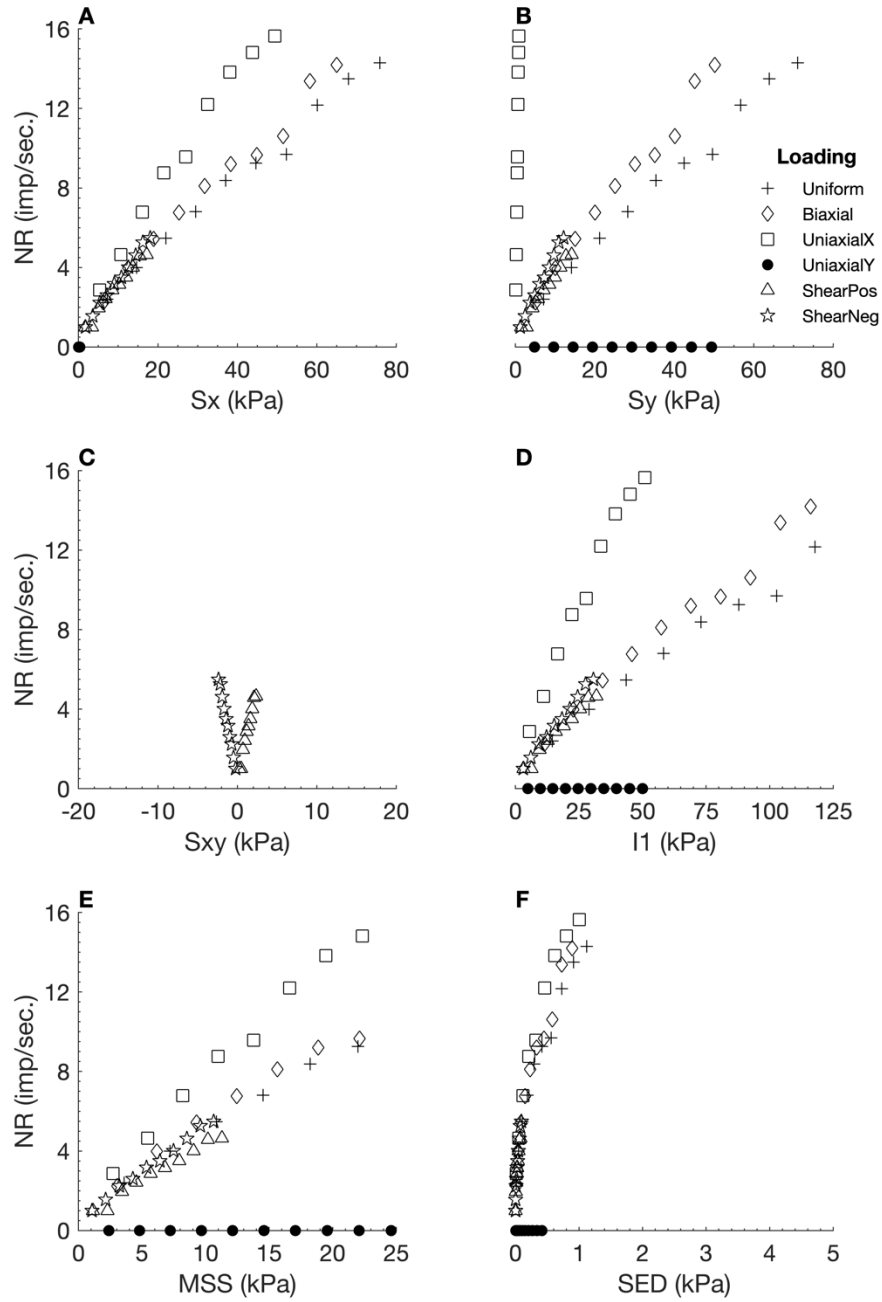 A
B
16
12
8
4
0
NR (imp/sec.)
0 20 40 60 80
Sx (kPa)
0 20 40 60 80
Sy (kPa)
Loading
Uniform
Biaxial
UniaxialX
UniaxialY
ShearPos
ShearNeg
C
D
16
12
8
4
0
NR (imp/sec.)
-20 -10 0 10 20
Sxy (kPa)
0 25 50 75 100 125
I1 (kPa)
E
F
16
12
8
4
0
NR (imp/sec.)
0 5 10 15 20 25
MSS (kPa)
0 1 2 3 4 5
SED (kPa)